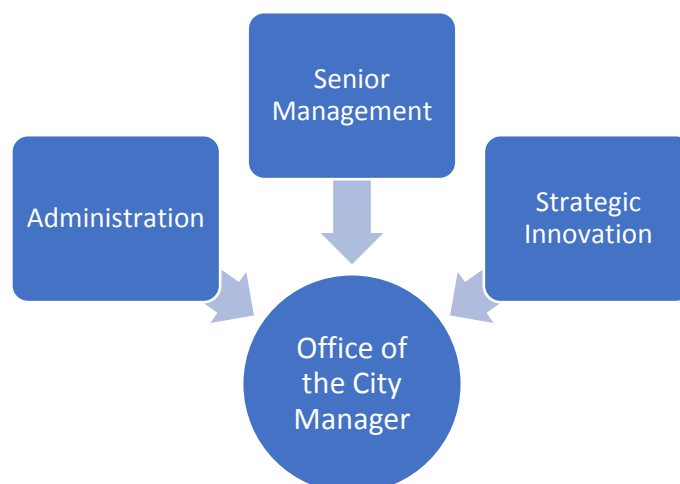 Senior
Management
Administration
Strategic
Innovation
Office of
the City
Manager